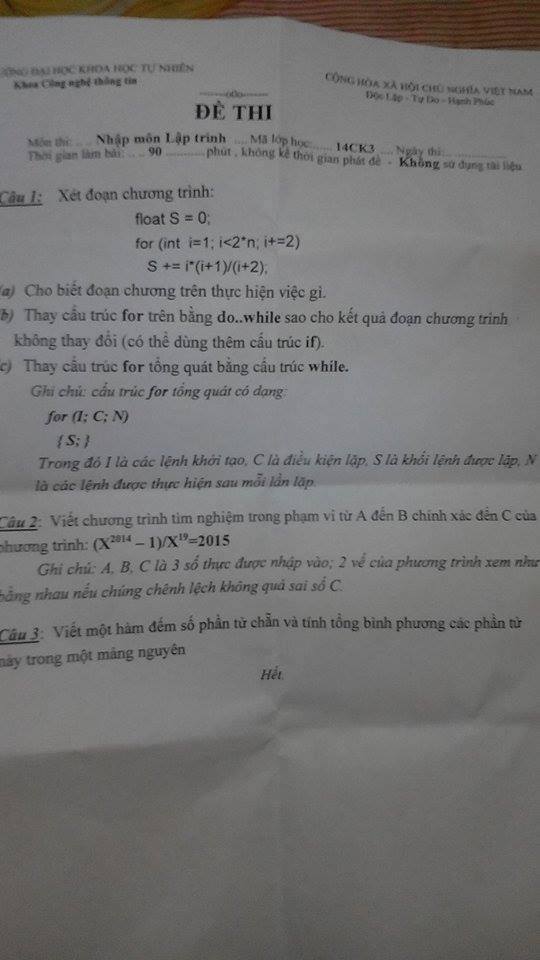 ƯỜNG ĐẠI HỌC KHOA HỌC TỰ NHIÊN
Khoa Công nghệ thông tin
CỘNG HÒA XÃ HỘI CHỦ NGHĨA VIỆT NAM
Độc Lập - Tự Do - Hạnh Phúc
--------o0o--------
ĐỀ THI
Môn thi: .... Nhập môn Lập trình .... Mã lớp học:...... 14CK3 .... Ngày thi:..............
Thời gian làm bài: .... 90 ........... phút , không kể thời gian phát đề - Không sử dụng tài liệu
Câu 1: Xét đoạn chương trình:
float S = 0;
for (int i=1; i<2*n; i+=2)
S += i*(i+1)/(i+2);
(a) Cho biết đoạn chương trên thực hiện việc gì.
(b) Thay cấu trúc for trên bằng do..while sao cho kết quả đoạn chương trình
không thay đổi (có thể dùng thêm cấu trúc if).
(c) Thay cấu trúc for tổng quát bằng cấu trúc while.
Ghi chú: cấu trúc for tổng quát có dạng:
for (I; C; N)
{ S; }
Trong đó I là các lệnh khởi tạo, C là điều kiện lặp, S là khối lệnh được lặp, N
là các lệnh được thực hiện sau mỗi lần lặp.
Câu 2: Viết chương trình tìm nghiệm trong phạm vi từ A đến B chính xác đến C của
phương trình: (X²⁰¹⁴ – 1)/X¹⁹=2015
Ghi chú: A, B, C là 3 số thực được nhập vào; 2 vế của phương trình xem như
bằng nhau nếu chúng chênh lệch không quá sai số C.
Câu 3: Viết một hàm đếm số phần tử chẵn và tính tổng bình phương các phần tử
này trong một mảng nguyên
Hết.